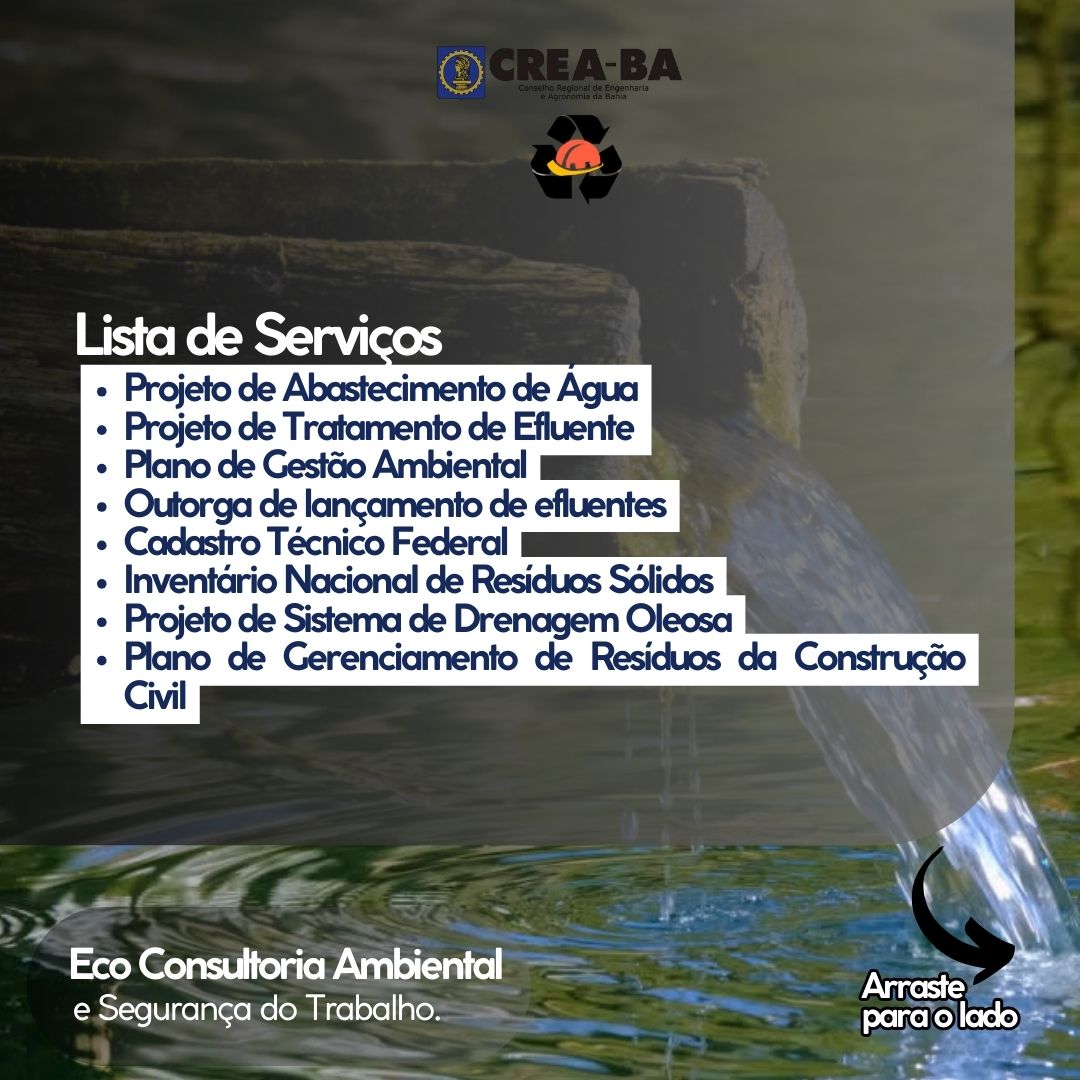 CREA-BA
Conselho Regional de Engenharia
e Agronomia da Bahia
Lista de Serviços
• Projeto de Abastecimento de Água
• Projeto de Tratamento de Efluente
• Plano de Gestão Ambiental
• Outorga de lançamento de efluentes
• Cadastro Técnico Federal
• Inventário Nacional de Resíduos Sólidos
• Projeto de Sistema de Drenagem Oleosa
• Plano de Gerenciamento de Resíduos da Construção
Civil
Eco Consultoria Ambiental
e Segurança do Trabalho.
Arraste
para o lado